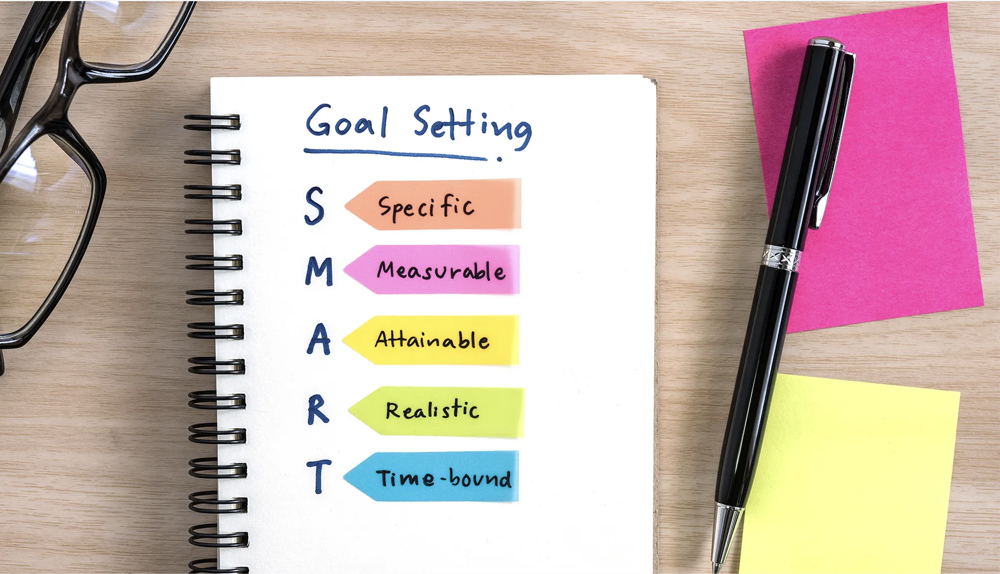 Goal Setting
S Specific
M Measurable
A Attainable
R Realistic
T Time-bound